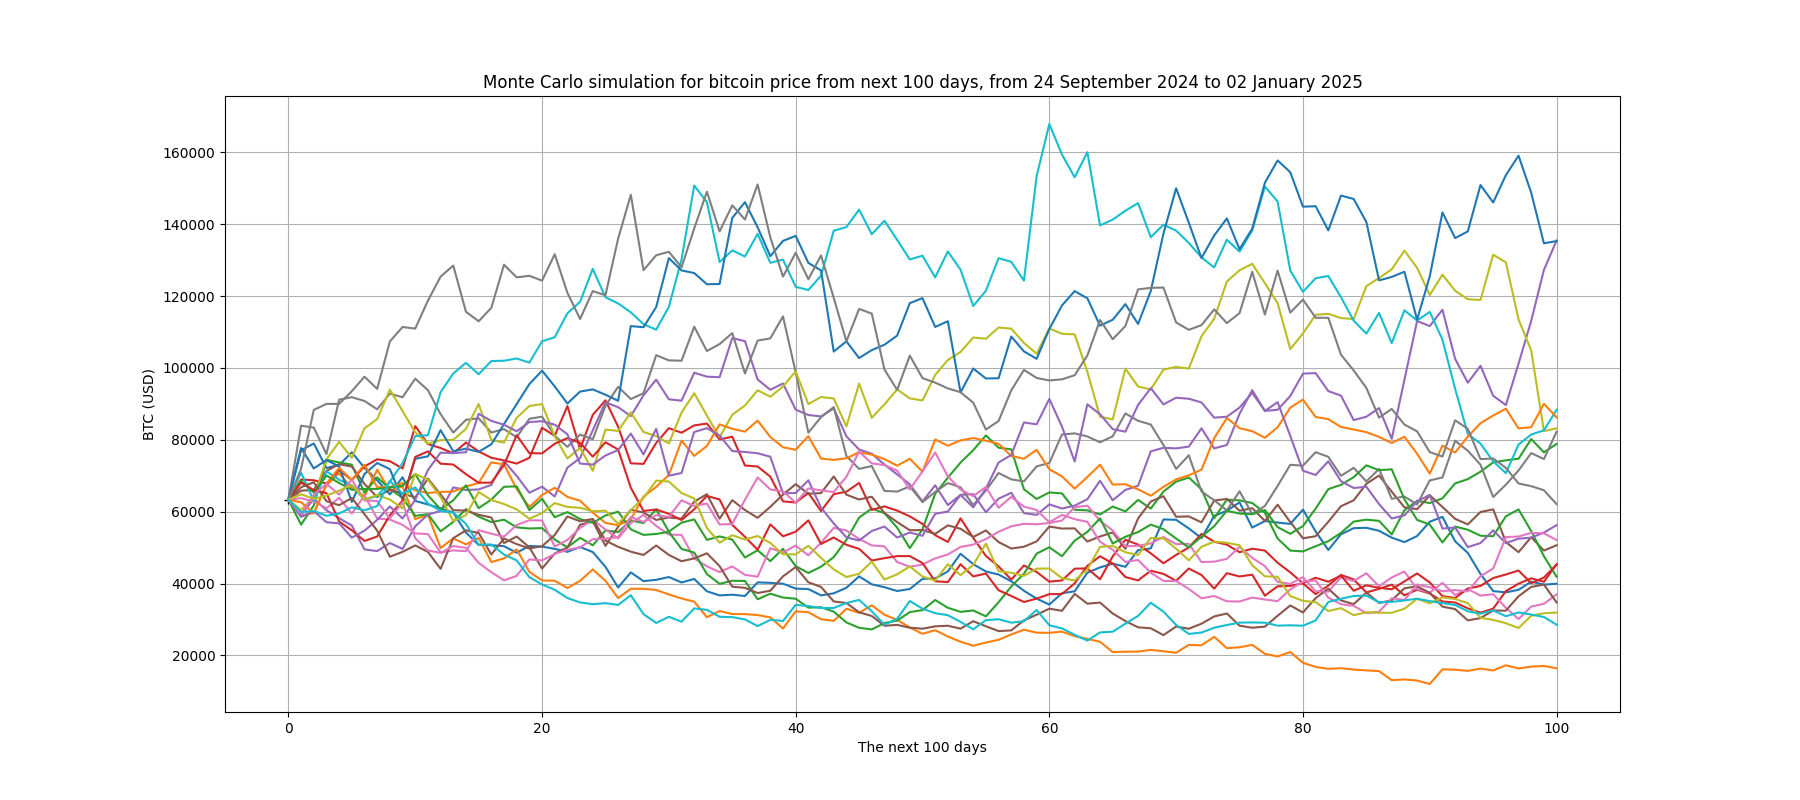 Monte Carlo simulation for bitcoin price from next 100 days, from 24 September 2024 to 02 January 2025
160000
140000
120000
100000
80000
60000
40000
20000
BTC (USD)
0 20 40 60 80 100
The next 100 days